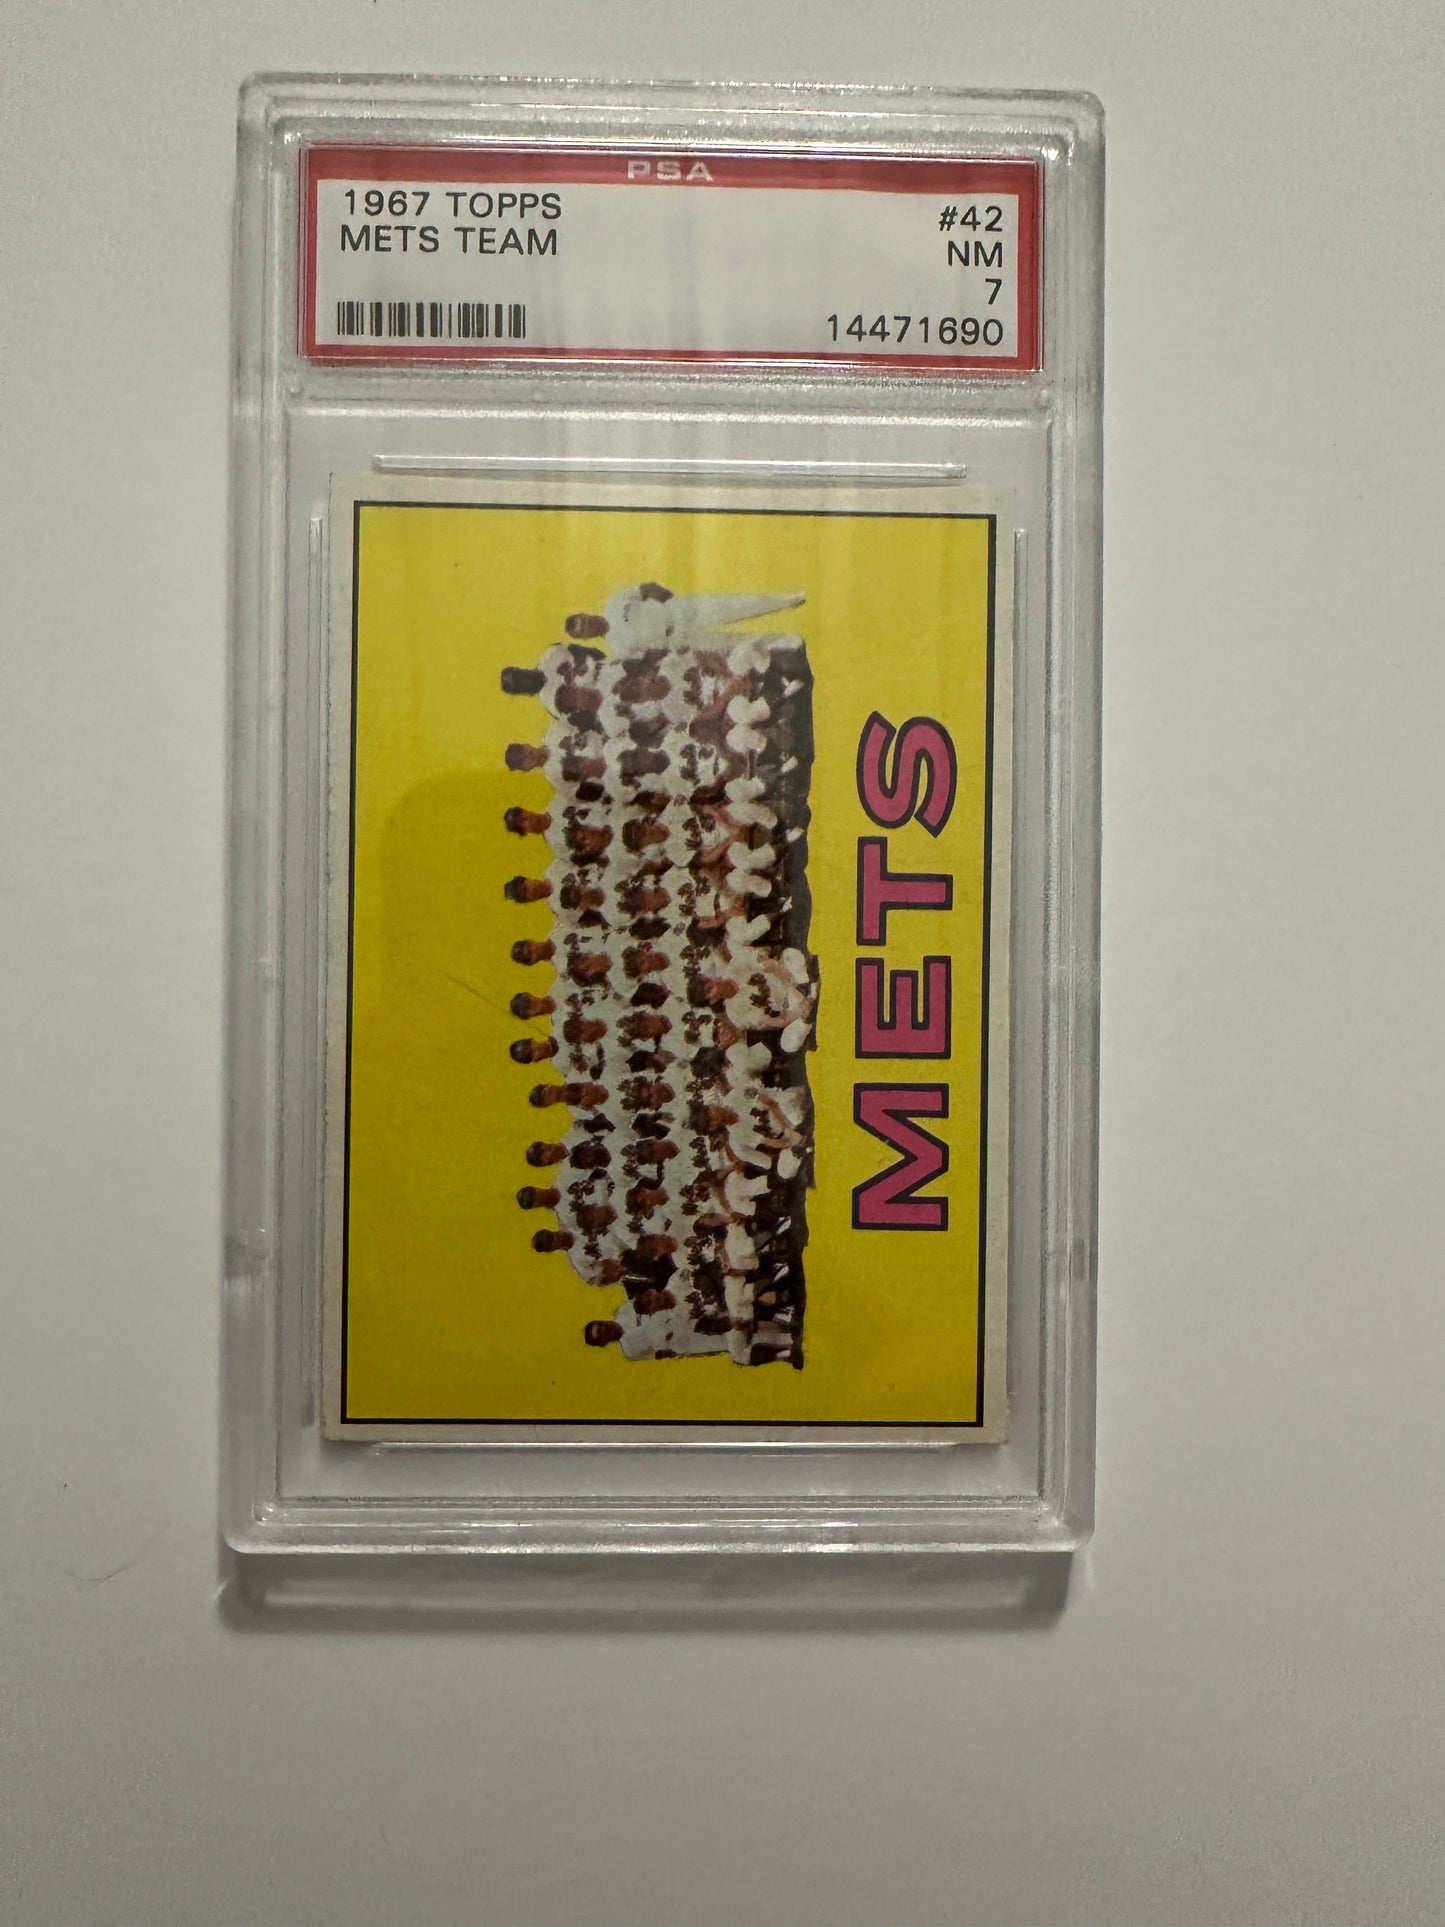 PSA
1967 TOPPS #42
METS TEAM NM
7
14471690
METS